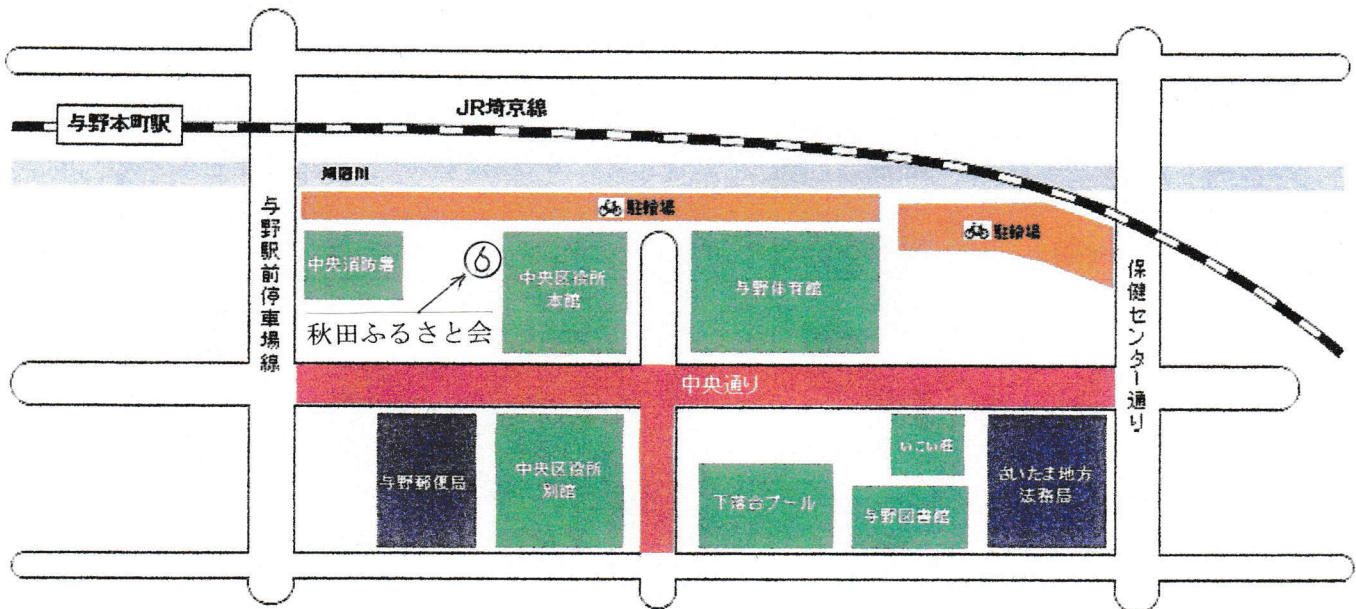 JR埼京線
与野本町駅
与野駅前停車場線
駐輪場
駐輪場
中央消防署
⑥
中央区役所
本館
与野体育館
保健センター通り
秋田ふるさと会
中央通り
与野郵便局
中央区役所
別館
下落合プール
いこい荘
与野図書館
さいたま地方
法務局